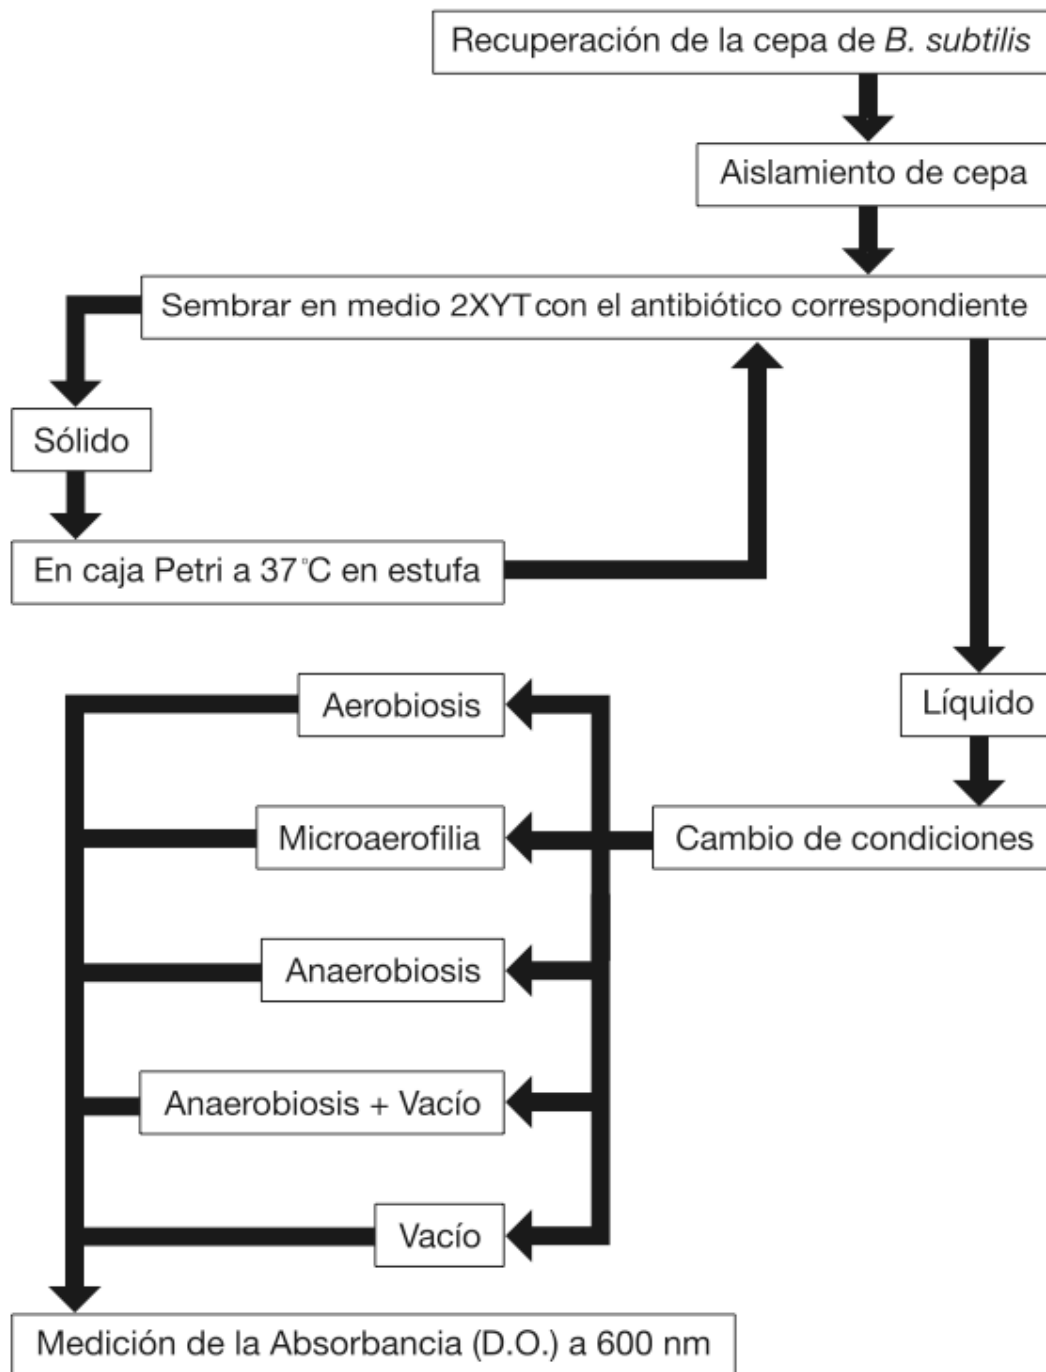 Recuperación de la cepa de B. subtilis
Aislamiento de cepa
Sembrar en medio 2XYT con el antibiótico correspondiente
Sólido
En caja Petri a 37°C en estufa
Líquido
Cambio de condiciones
Aerobiosis
Microaerofilia
Anaerobiosis
Anaerobiosis + Vacío
Vacío
Medición de la Absorbancia (D.O.) a 600 nm